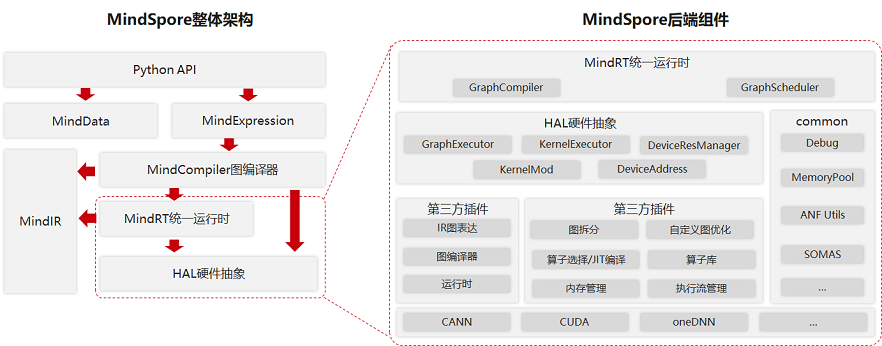 MindSpore整体架构
Python API
MindData
MindExpression
MindCompiler图编译器
MindIR
MindRT统一运行时
HAL硬件抽象
MindSpore后端组件
MindRT统一运行时
GraphCompiler
GraphScheduler
HAL硬件抽象
GraphExecutor
KernelExecutor
DeviceResManager
KernelMod
DeviceAddress
common
Debug
MemoryPool
ANF Utils
SOMAS
...
第三方插件
IR图表达
图编译器
运行时
第三方插件
图拆分
自定义图优化
算子选择/JIT编译
算子库
内存管理
执行流管理
CANN
CUDA
oneDNN
...